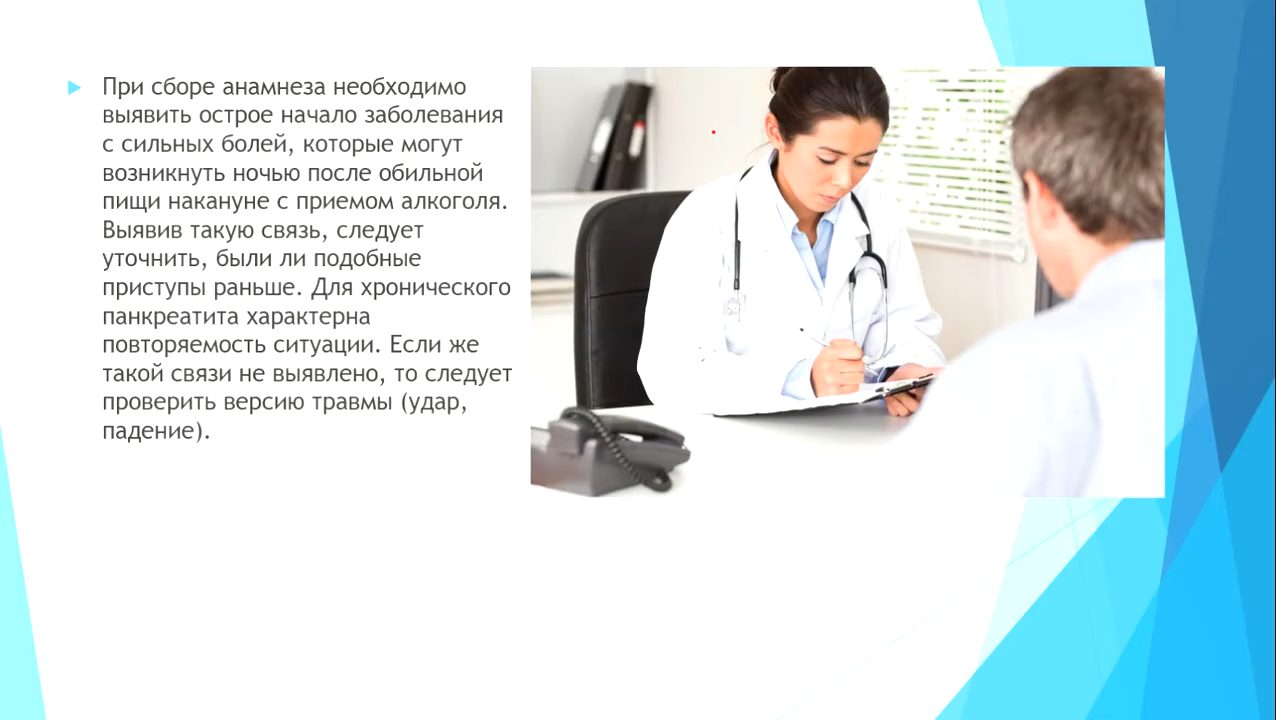 При сборе анамнеза необходимо
выявить острое начало заболевания
с сильных болей, которые могут
возникнуть ночью после обильной
пищи накануне с приемом алкоголя.
Выявив такую связь, следует
уточнить, были ли подобные
приступы раньше. Для хронического
панкреатита характерна
повторяемость ситуации. Если же
такой связи не выявлено, то следует
проверить версию травмы (удар,
падение).